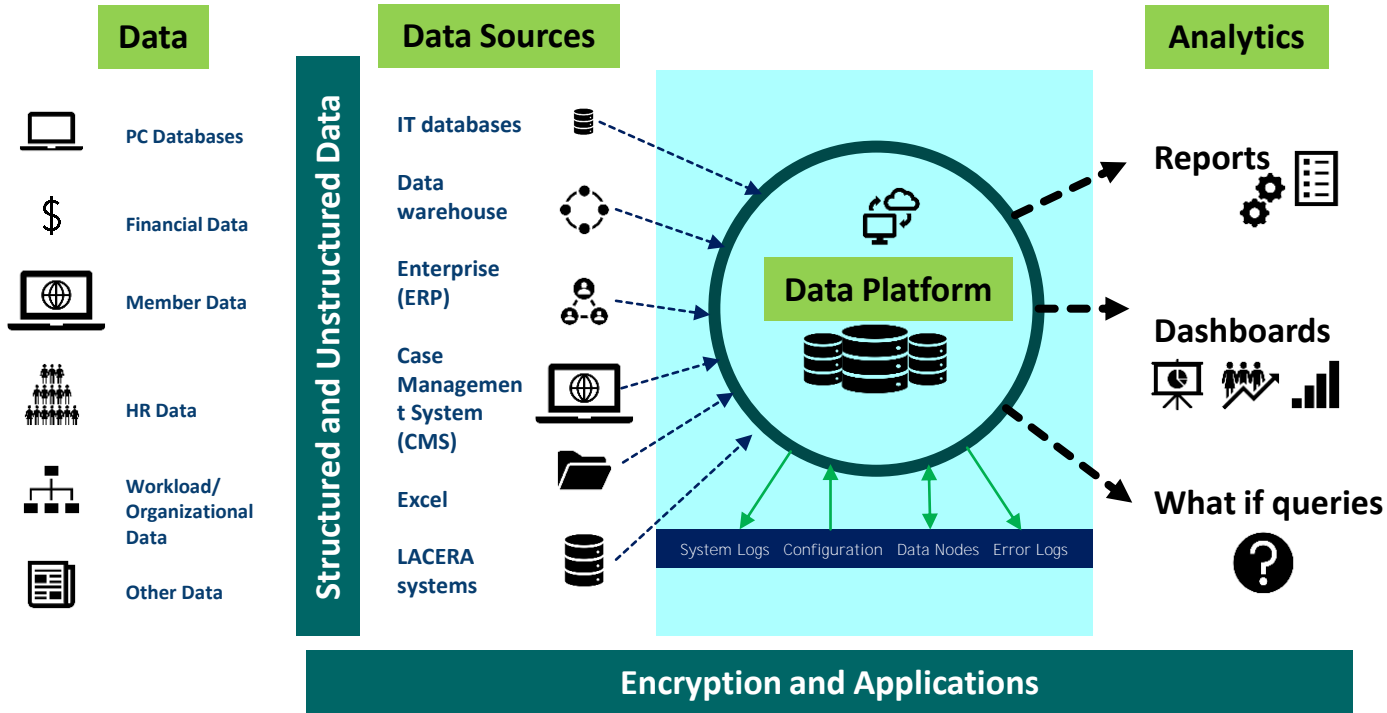 Data
PC Databases
Financial Data
Member Data
HR Data
Workload/
Organizational
Data
Other Data
Structured and Unstructured Data
Data Sources
IT databases
Data
warehouse
Enterprise
(ERP)
Case
Managemen
t System
(CMS)
Excel
LACERA
systems
Data Platform
System Logs Configuration Data Nodes Error Logs
Analytics
Reports
Dashboards
What if queries
Encryption and Applications